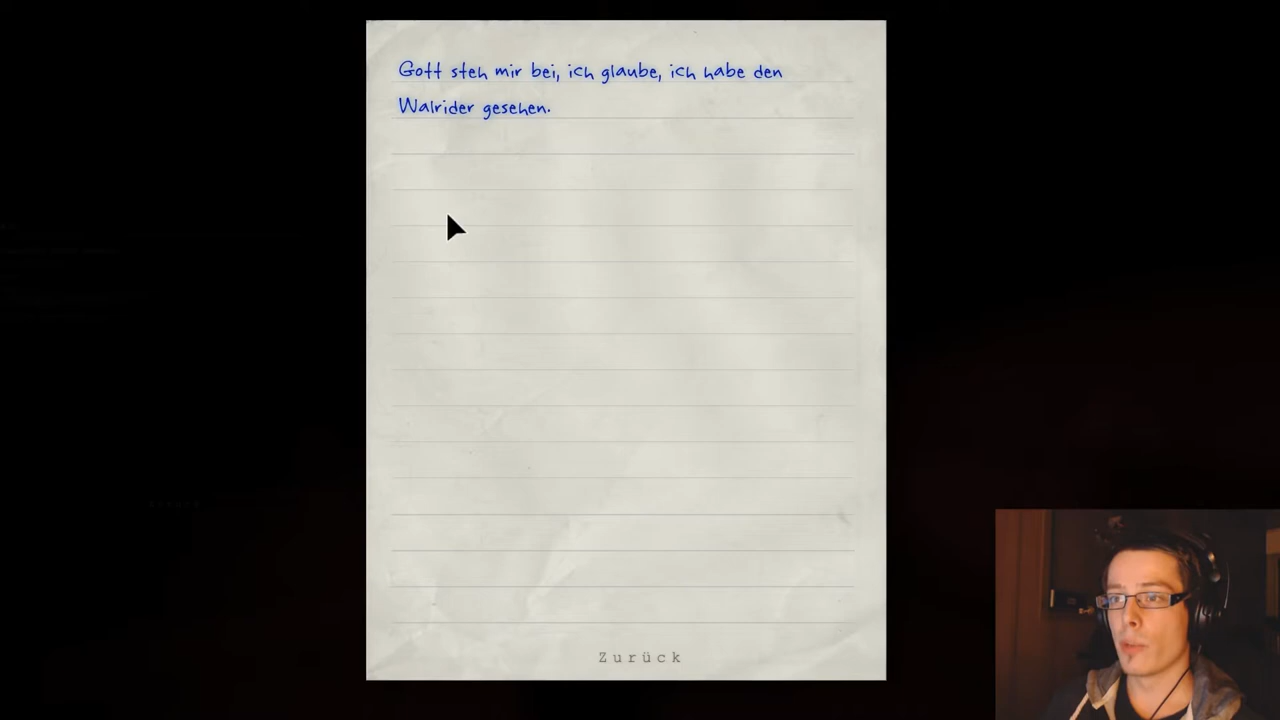 Gott steh mir bei, ich glaube, ich habe den
Walrider gesehen.
Zurück